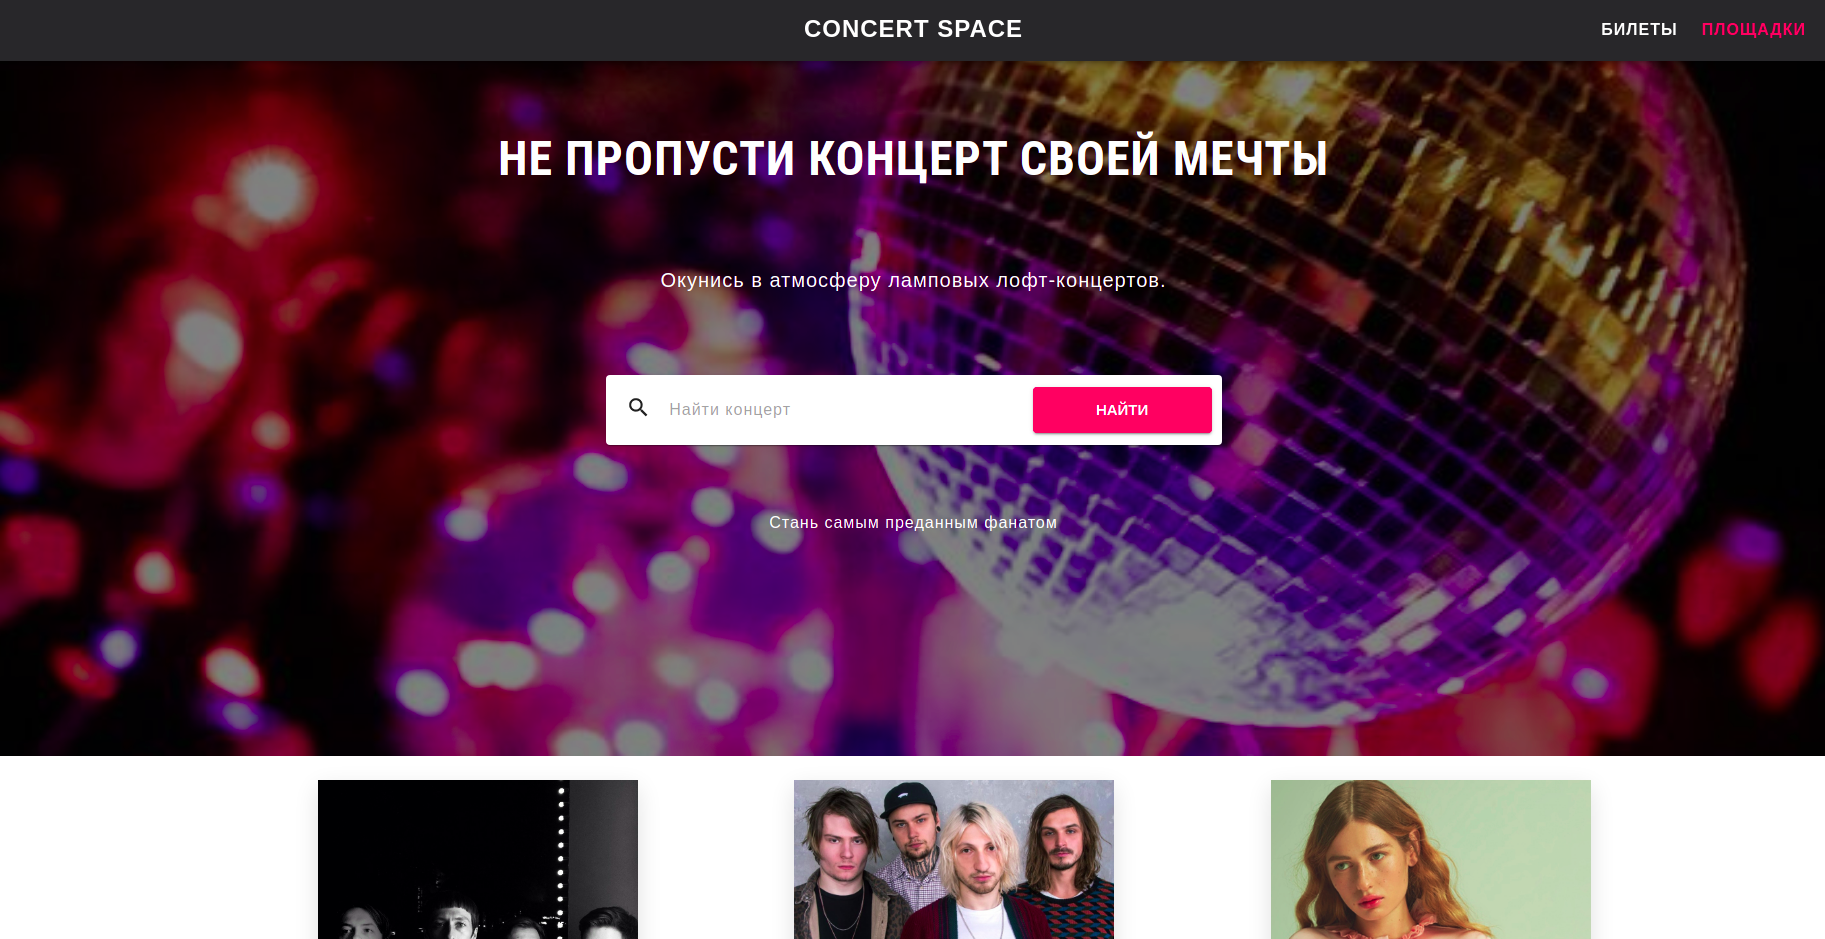 CONCERT SPACE
БИЛЕТЫ ПЛОЩАДКИ
НЕ ПРОПУСТИ КОНЦЕРТ СВОЕЙ МЕЧТЫ
Окунись в атмосферу ламповых лофт-концертов.
Найти концерт
НАЙТИ
Стань самым преданным фанатом